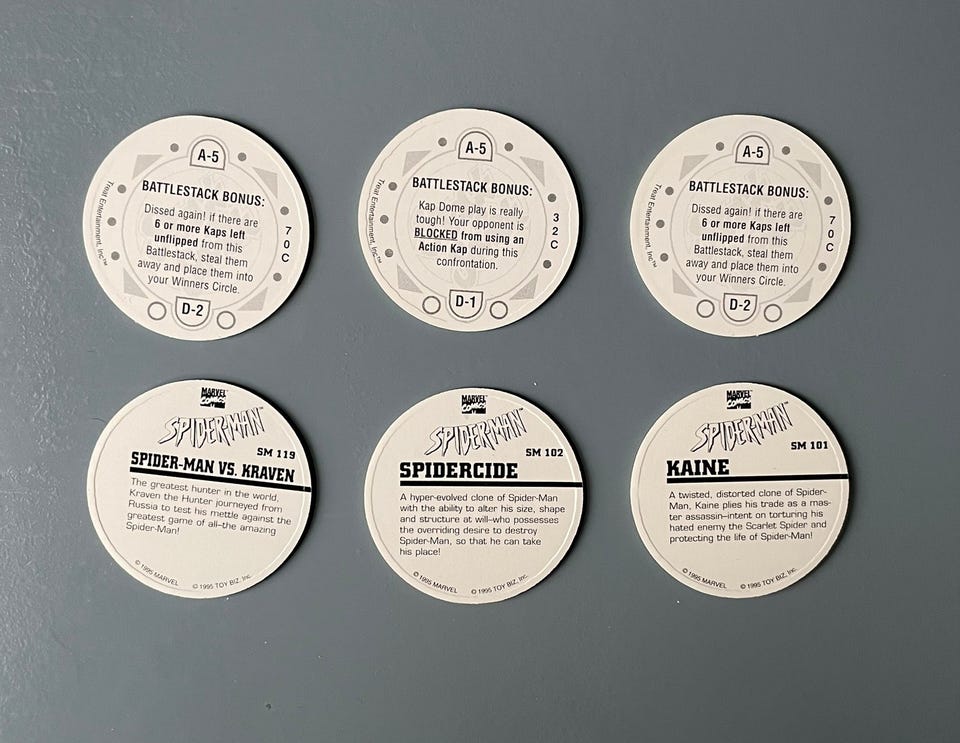 A-5
BATTLESTACK BONUS:
Dissed again! if there are
6 or more Kaps left
unflipped from this
Battlestack, steal them
away and place them into
your Winners Circle.
D-2
70C
Treat Entertainment, Inc.™
A-5
BATTLESTACK BONUS:
Kap Dome play is really
tough! Your opponent is
BLOCKED from using an
Action Kap during this
confrontation.
D-1
32C
Treat Entertainment, Inc.™
A-5
BATTLESTACK BONUS:
Dissed again! if there are
6 or more Kaps left
unflipped from this
Battlestack, steal them
away and place them into
your Winners Circle.
D-2
70C
Treat Entertainment, Inc.™
MARVEL
COMICS
SPIDER-MAN™
SM 119
SPIDER-MAN VS. KRAVEN
The greatest hunter in the world,
Kraven the Hunter journeyed from
Russia to test his mettle against the
greatest game of all–the amazing
Spider-Man!
© 1995 MARVEL © 1995 TOY BIZ, Inc.
MARVEL
COMICS
SPIDER-MAN™
SM 102
SPIDERCIDE
A hyper-evolved clone of Spider-Man
with the ability to alter his size, shape
and structure at will–who possesses
the overriding desire to destroy
Spider-Man, so that he can take
his place!
© 1995 MARVEL © 1995 TOY BIZ, Inc.
MARVEL
COMICS
SPIDER-MAN™
SM 101
KAINE
A twisted, distorted clone of Spider-
Man, Kaine plies his trade as a mas-
ter assassin–intent on torturing his
hated enemy the Scarlet Spider and
protecting the life of Spider-Man!
© 1995 MARVEL © 1995 TOY BIZ, Inc.